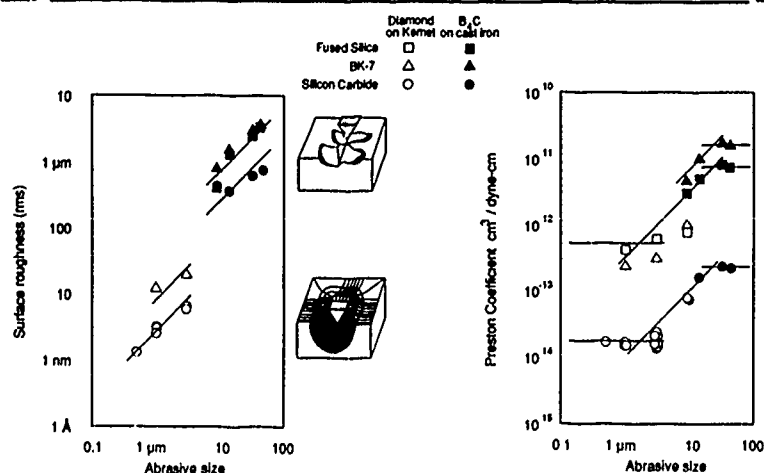 Diamond on Kemet
B4C on cast iron
Fused Silica
BK-7
Silicon Carbide
Surface roughness (rms)
10
1 μm
100
10
1 nm
1 Å
0.1 1 μm 10 100
Abrasive size
Preston Coefficient cm³ / dyne-cm
10 10
10 11
10 12
10 13
10 14
10 15
0 1 1 μm 10 100
Abrasive size